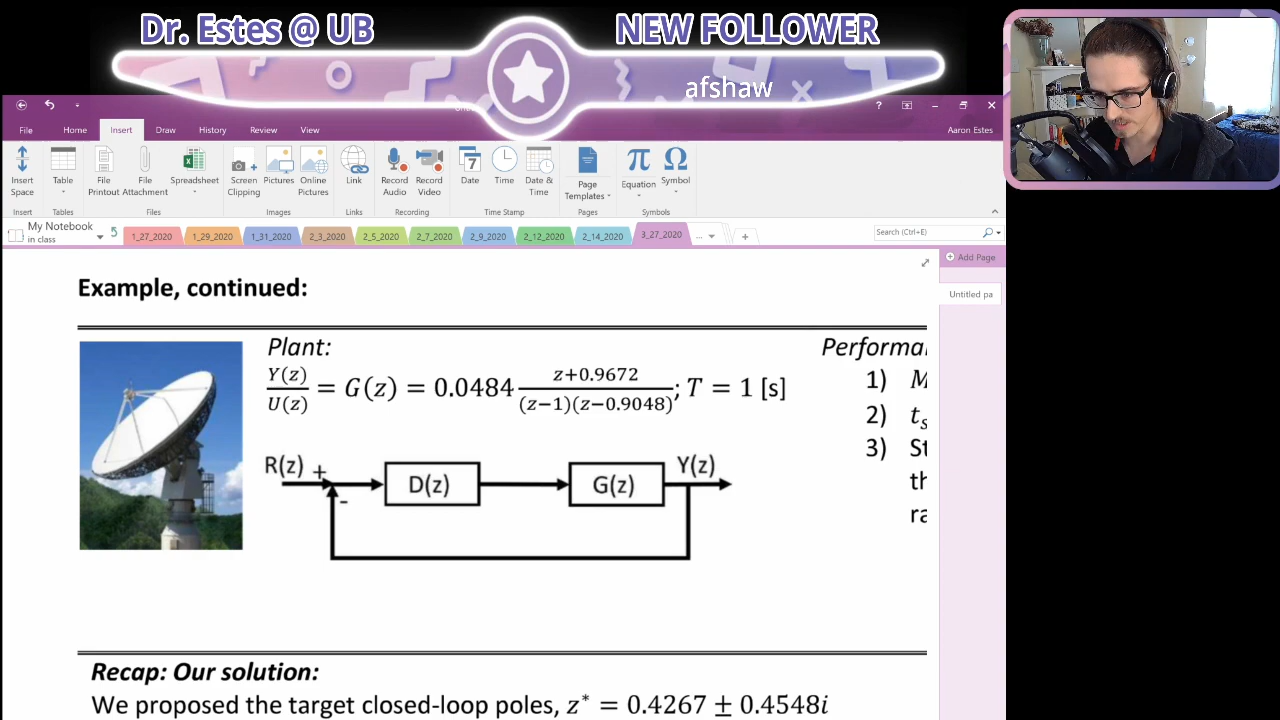 Dr. Estes @ UB
NEW FOLLOWER
afshaw
File Home Insert Draw History Review View
Aaron Estes
Insert Space
Table
File Printout
File Attachment
Spreadsheet
Screen Clipping
Pictures
Online Pictures
Link
Record Audio
Record Video
7
Date
Time
Date & Time
Page Templates
π
Equation
Ω
Symbol
Insert Tables Files Images Links Recording Time Stamp Pages Symbols
My Notebook
in class
1_27_2020 1_29_2020 1_31_2020 2_3_2020 2_5_2020 2_7_2020 2_9_2020 2_12_2020 2_14_2020 3_27_2020 ...
Search (Ctrl+E)
Add Page
Untitled pa
Example, continued:
Plant:
Y(z)/U(z) = G(z) = 0.0484 (z+0.9672)/((z−1)(z−0.9048)); T = 1 [s]
R(z) + - D(z) G(z) Y(z)
Performa
1) M
2) tₛ
3) St
th
ra
Recap: Our solution:
We proposed the target closed-loop poles, z* = 0.4267 ± 0.4548i